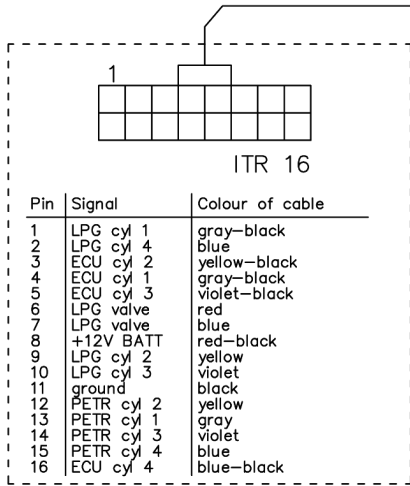 1
ITR 16
Pin Signal Colour of cable
1 LPG cyl 1 gray-black
2 LPG cyl 4 blue
3 ECU cyl 2 yellow-black
4 ECU cyl 1 gray-black
5 ECU cyl 3 violet-black
6 LPG valve red
7 LPG valve blue
8 +12V BATT red-black
9 LPG cyl 2 yellow
10 LPG cyl 3 violet
11 ground black
12 PETR cyl 2 yellow
13 PETR cyl 1 gray
14 PETR cyl 3 violet
15 PETR cyl 4 blue
16 ECU cyl 4 blue-black